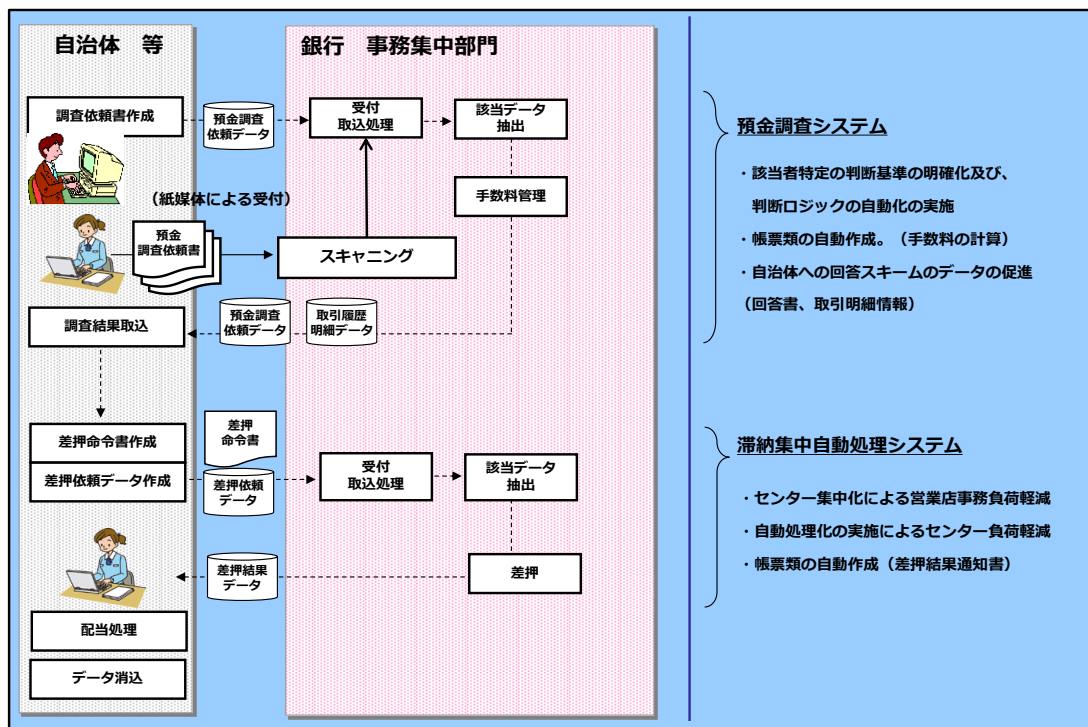 自治体　等
銀行　事務集中部門
調査依頼書作成
預金調査
依頼データ
受付
取込処理
該当データ
抽出
手数料管理
（紙媒体による受付）
預金
調査依頼書
スキャニング
調査結果取込
預金調査
依頼データ
取引履歴
明細データ
差押命令書作成
差押依頼データ作成
差押
命令書
差押依頼
データ
受付
取込処理
該当データ
抽出
差押結果
データ
差押
配当処理
データ消込
預金調査システム
・該当者特定の判断基準の明確化及び、
判断ロジックの自動化の実施
・帳票類の自動作成。（手数料の計算）
・自治体への回答スキームのデータの促進
（回答書、取引明細情報）
滞納集中自動処理システム
・センター集中化による営業店事務負荷軽減
・自動処理化の実施によるセンター負荷軽減
・帳票類の自動作成（差押結果通知書）